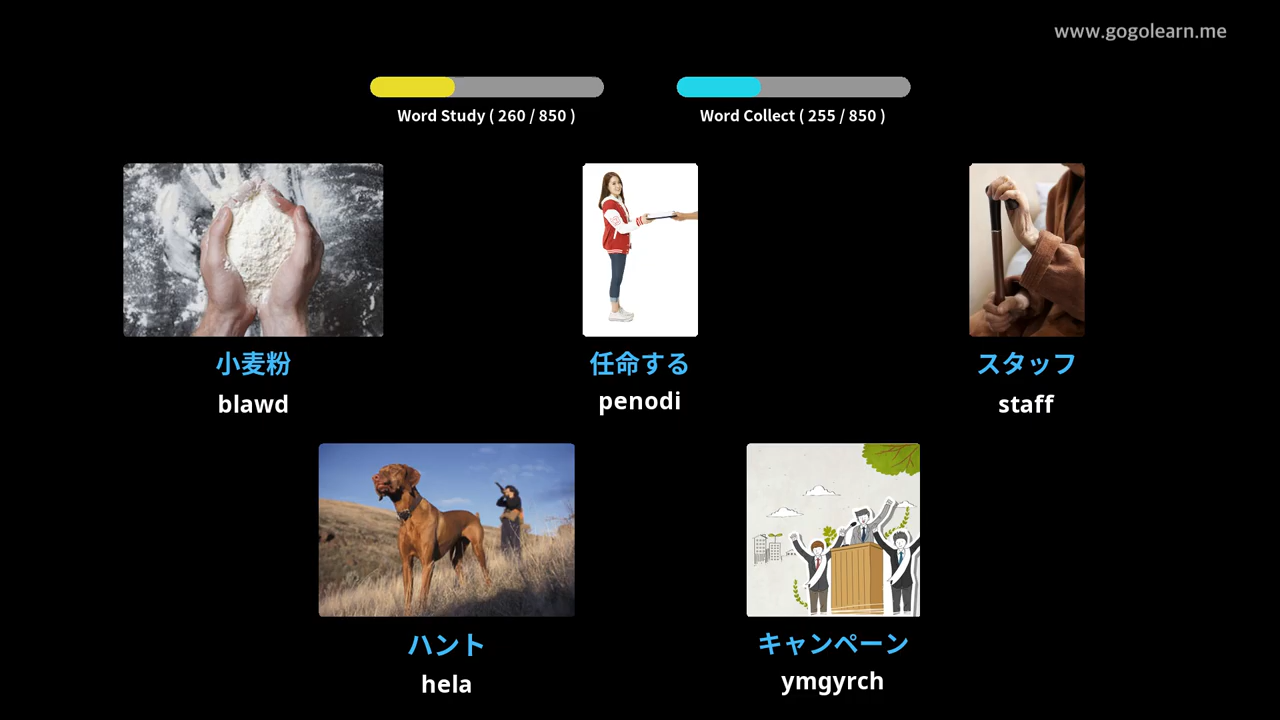 www.gogolearn.me
Word Study ( 260 / 850 )
Word Collect ( 255 / 850 )
小麦粉
blawd
任命する
penodi
スタッフ
staff
ハント
hela
キャンペーン
ymgyrch